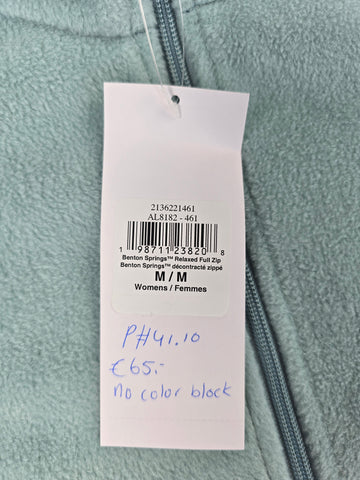 2136221461
AL8182 - 461
1 98711 23820 8
Benton Springs™ Relaxed Full Zip
Benton Springs™ décontracté zippé
M / M
Womens / Femmes
PH41.10
€65.-
no color block